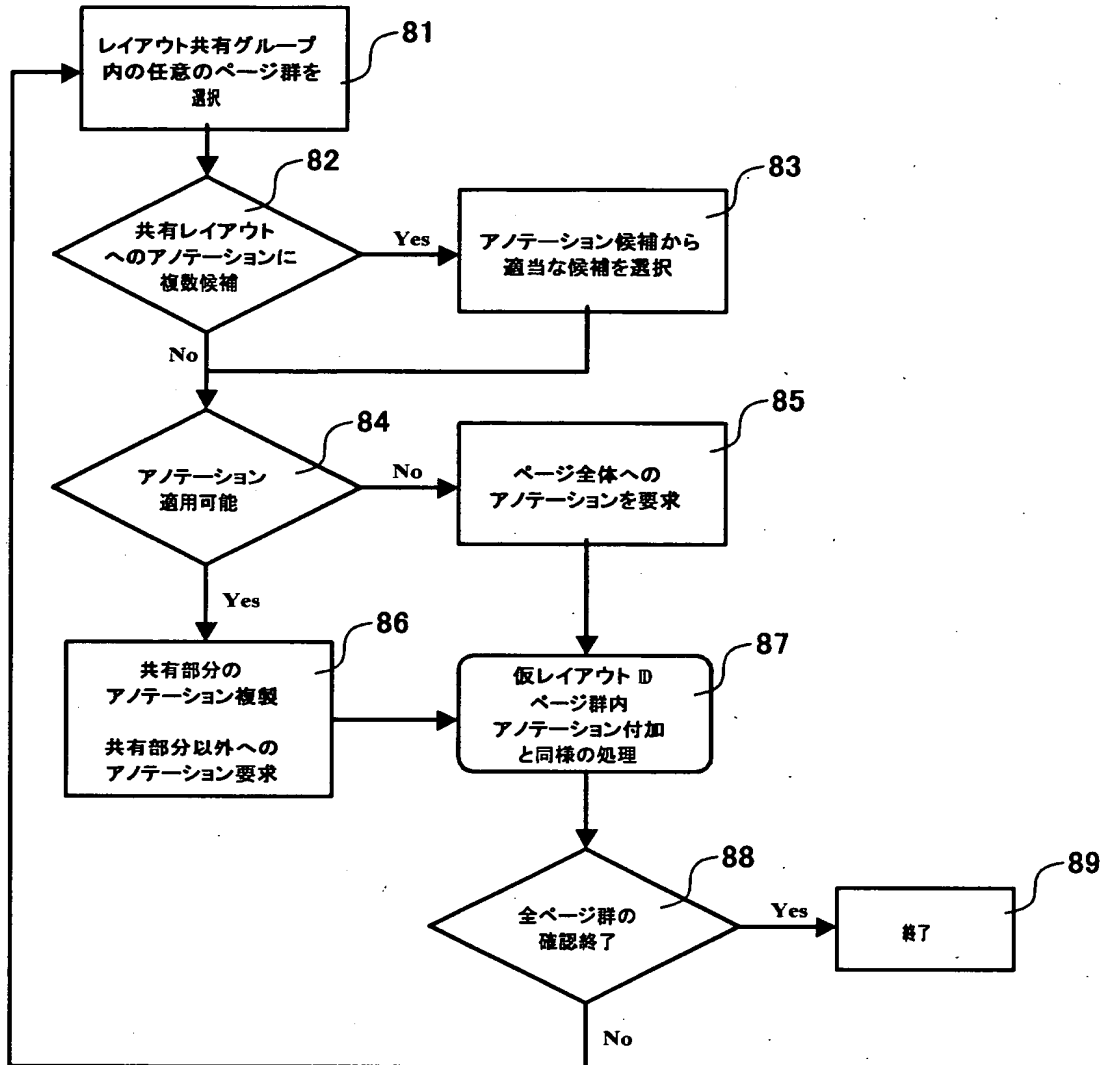 レイアウト共有グループ
内の任意のページ群を
選択
81
82
共有レイアウト
へのアノテーションに
複数候補
Yes
83
アノテーション候補から
適当な候補を選択
No
84
アノテーション
適用可能
No
85
ページ全体への
アノテーションを要求
Yes
86
共有部分の
アノテーション複製
共有部分以外への
アノテーション要求
87
仮レイアウト ID
ページ群内
アノテーション付加
と同様の処理
88
全ページ群の
確認終了
Yes
89
終了
No